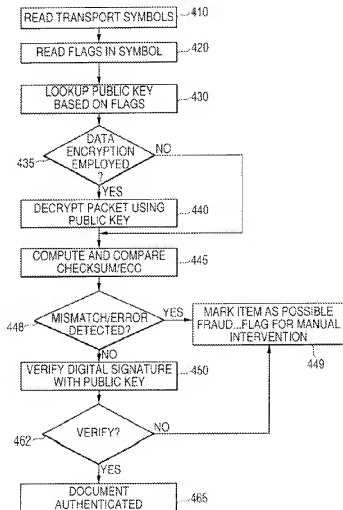 READ TRANSPORT SYMBOLS
410
READ FLAGS IN SYMBOL
420
LOOKUP PUBLIC KEY
BASED ON FLAGS
430
DATA
ENCRYPTION
EMPLOYED
?
435
NO
YES
DECRYPT PACKET USING
PUBLIC KEY
440
COMPUTE AND COMPARE
CHECKSUM/ECC
445
MISMATCH/ERROR
DETECTED?
448
YES
MARK ITEM AS POSSIBLE
FRAUD...FLAG FOR MANUAL
INTERVENTION
449
NO
VERIFY DIGITAL SIGNATURE
WITH PUBLIC KEY
450
VERIFY?
462
NO
YES
DOCUMENT
AUTHENTICATED
465